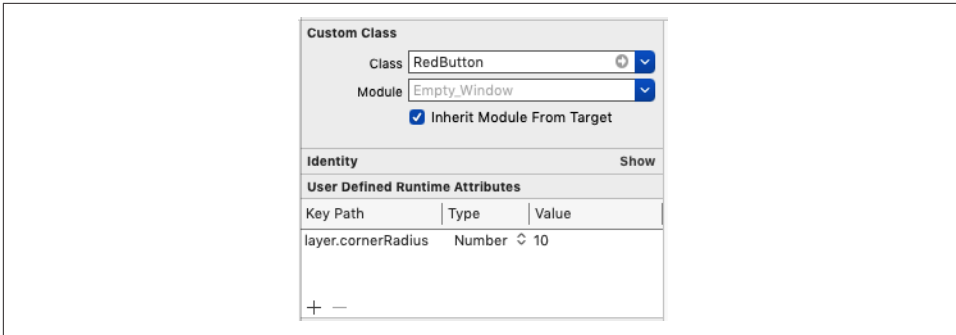 Custom Class
Class RedButton
Module Empty_Window
Inherit Module From Target
Identity Show
User Defined Runtime Attributes
Key Path Type Value
layer.cornerRadius Number 10